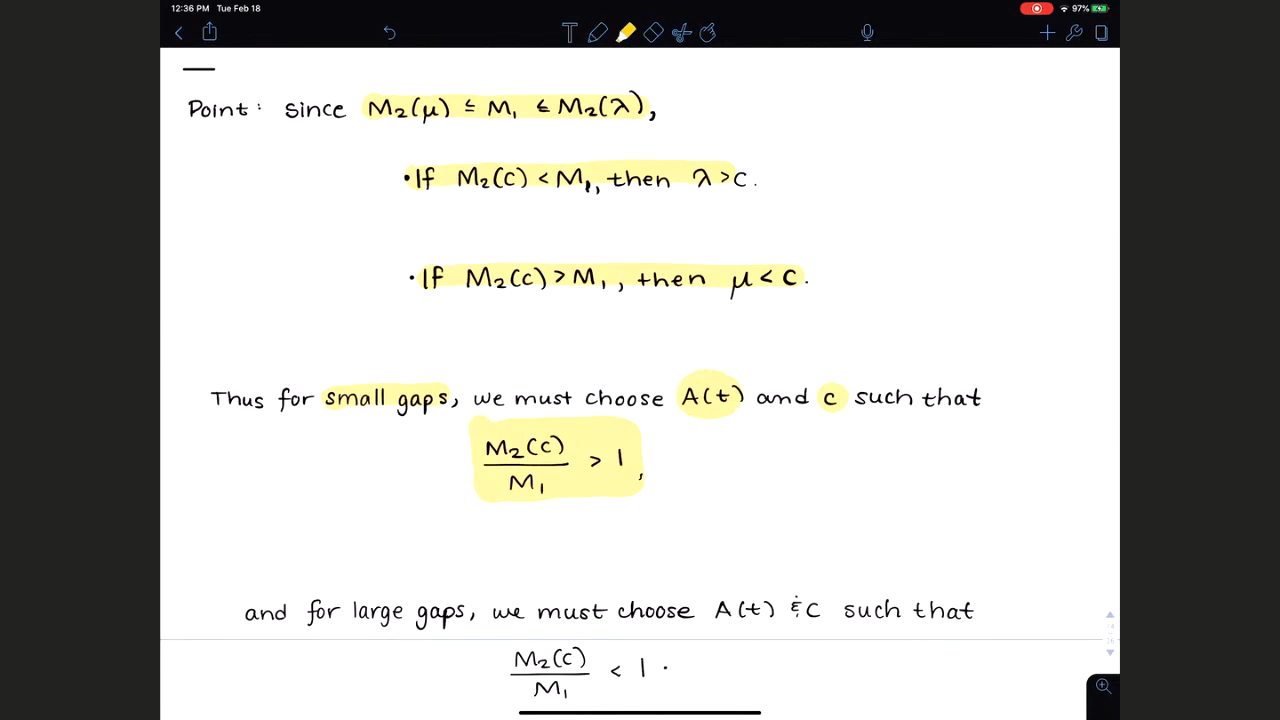 12:36 PM Tue Feb 18
97%
Point: since M₂(μ) ≤ M₁ ≤ M₂(λ),
• If M₂(c) < M₁, then λ > c.
• If M₂(c) > M₁, then μ < c.
Thus for small gaps, we must choose A(t) and c such that
M₂(c) / M₁ > 1,
and for large gaps, we must choose A(t) & C such that
M₂(c) / M₁ < 1.